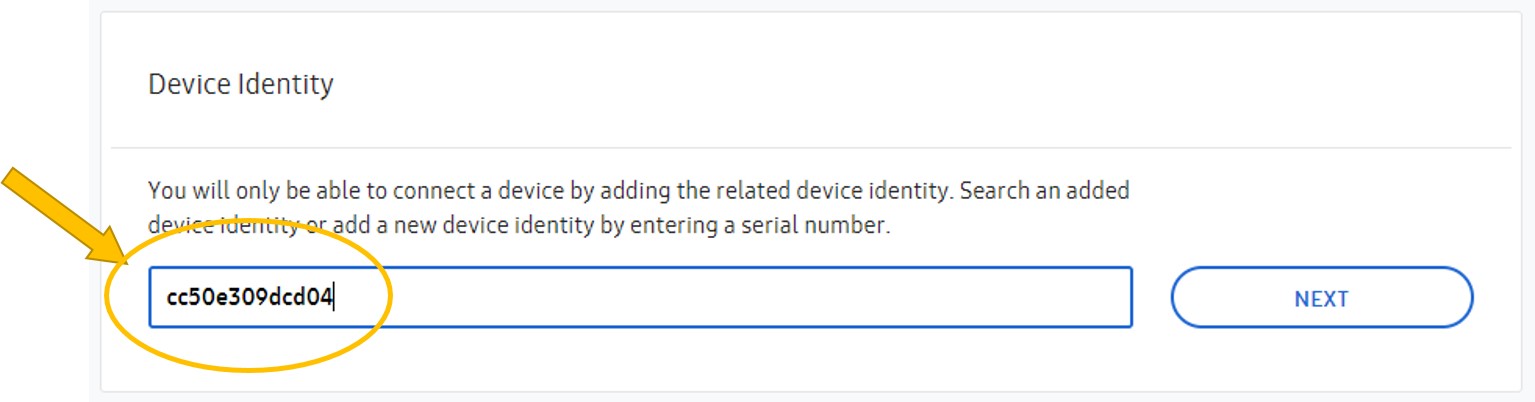 Device Identity
You will only be able to connect a device by adding the related device identity. Search an added
device identity or add a new device identity by entering a serial number.
cc50e309dcd04
NEXT